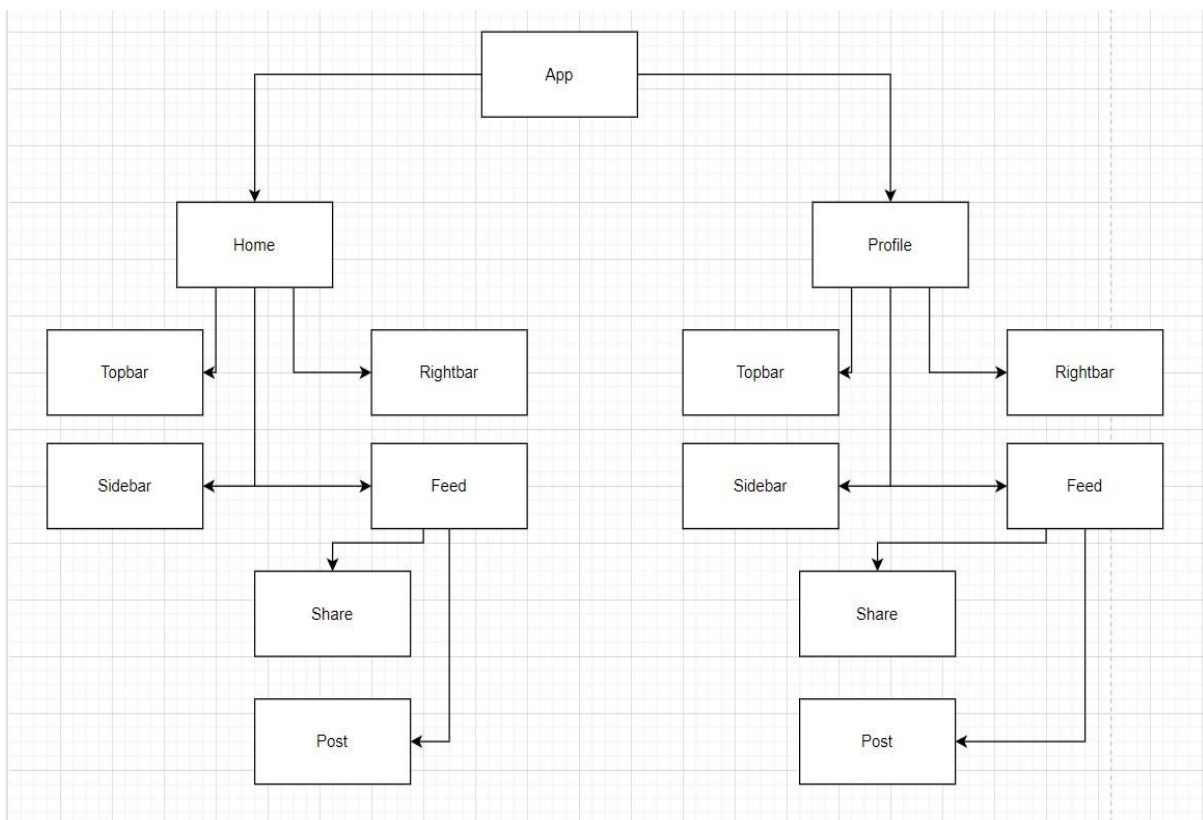 App
Home
Profile
Topbar
Rightbar
Topbar
Rightbar
Sidebar
Feed
Sidebar
Feed
Share
Share
Post
Post